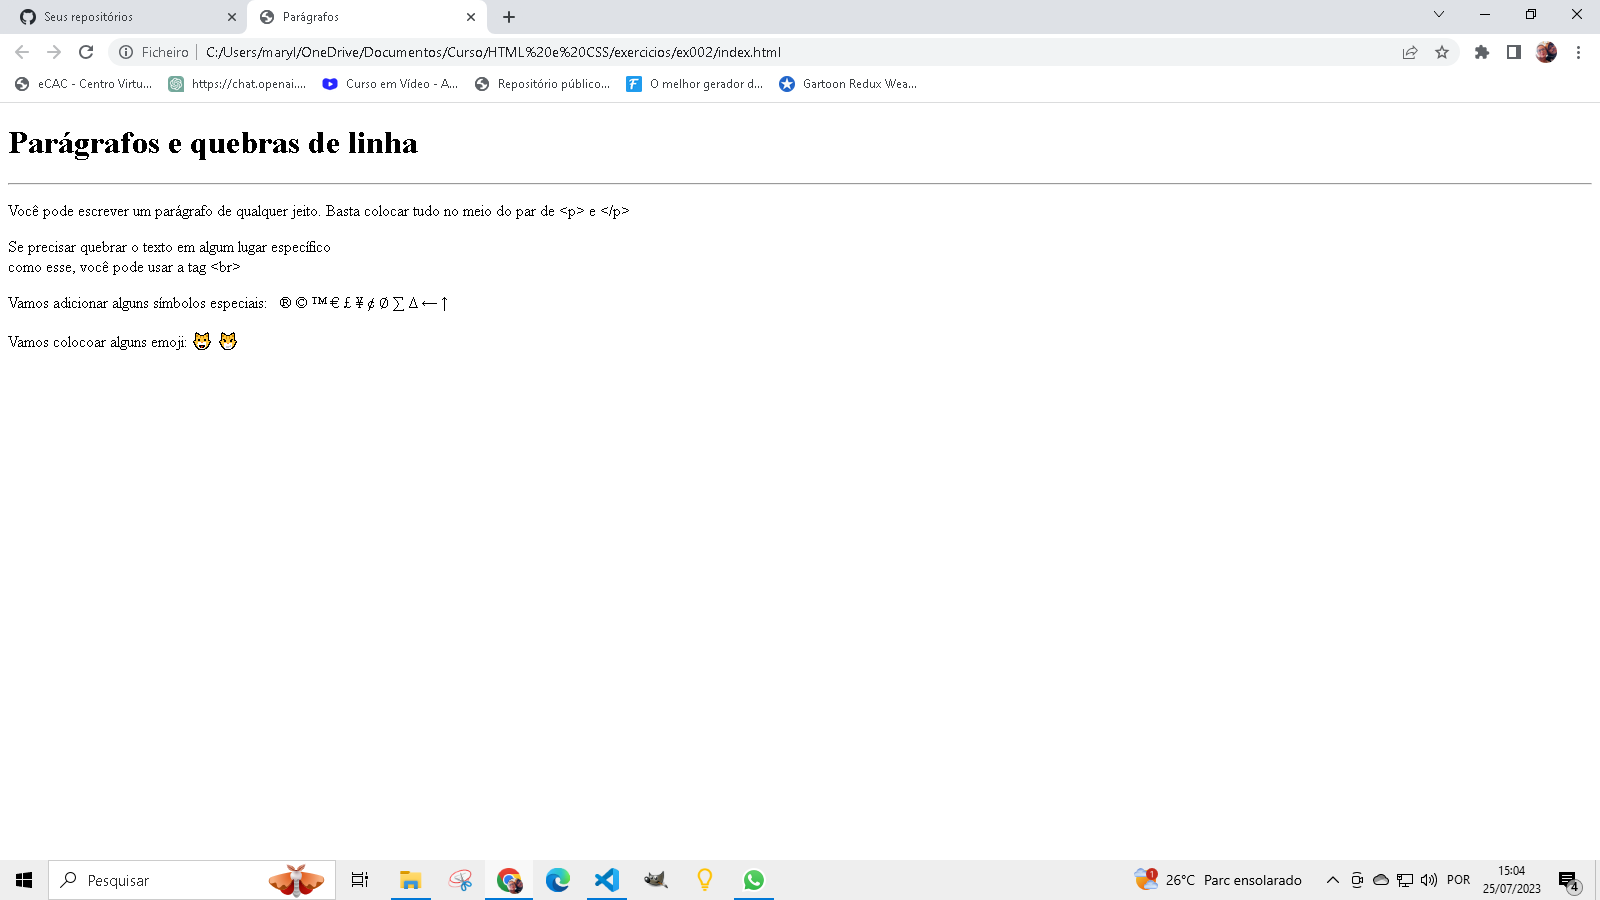 Seus repositórios
Parágrafos
Ficheiro
C:/Users/maryl/OneDrive/Documentos/Curso/HTML%20e%20CSS/exercicios/ex002/index.html
eCAC - Centro Virtu...
https://chat.openai....
Curso em Vídeo - A...
Repositório público...
O melhor gerador d...
Gartoon Redux Wea...
Parágrafos e quebras de linha
Você pode escrever um parágrafo de qualquer jeito. Basta colocar tudo no meio do par de <p> e </p>
Se precisar quebrar o texto em algum lugar específico
como esse, você pode usar a tag <br>
Vamos adicionar alguns símbolos especiais: ® © ™ € £ ¥ ¢ ∅ ∑ Δ ← ↑
Vamos colocoar alguns emoji: 😺 😼
Pesquisar
1
26°C Parc ensolarado
POR
15:04
25/07/2023
4